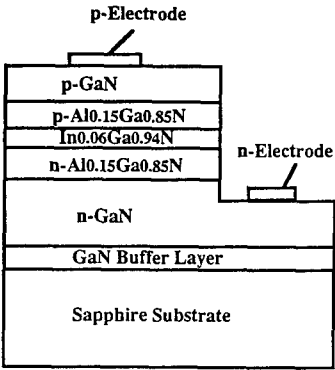 p-Electrode
p-GaN
p-Al0.15Ga0.85N
In0.06Ga0.94N
n-Al0.15Ga0.85N
n-Electrode
n-GaN
GaN Buffer Layer
Sapphire Substrate